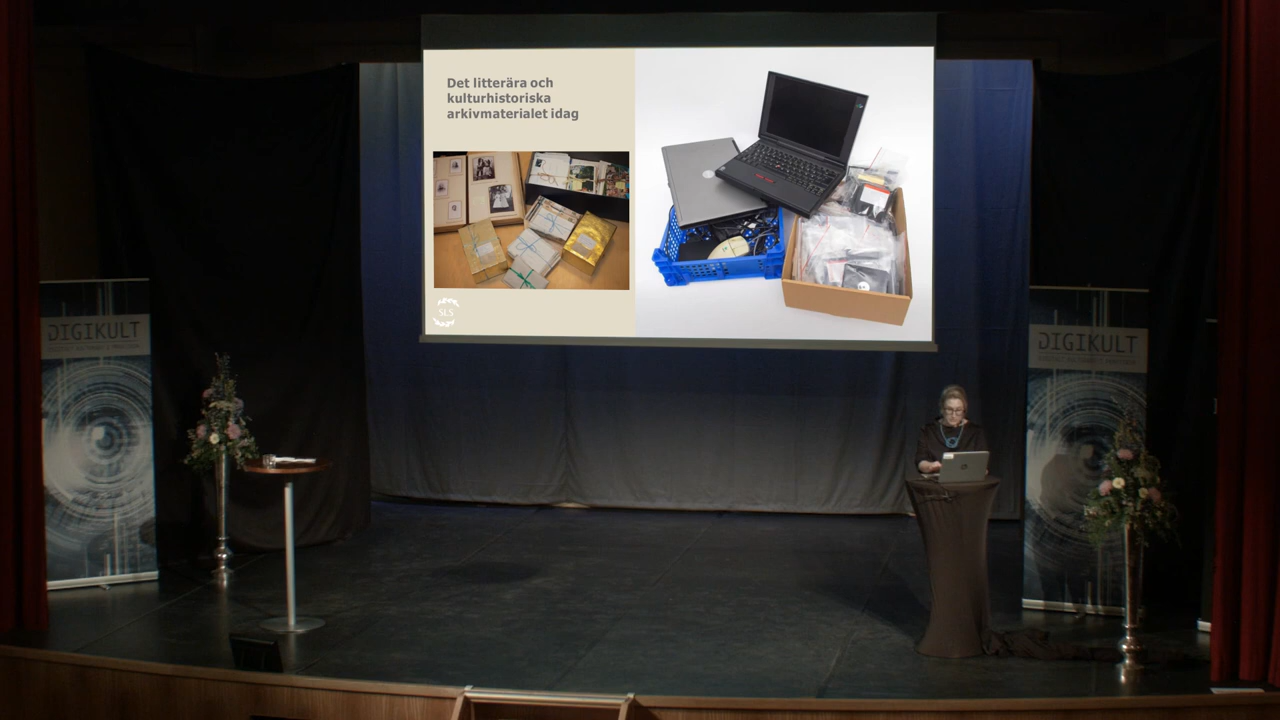 Det litterära och
kulturhistoriska
arkivmaterialet idag
SLS
DIGIKULT
DIGIKULT